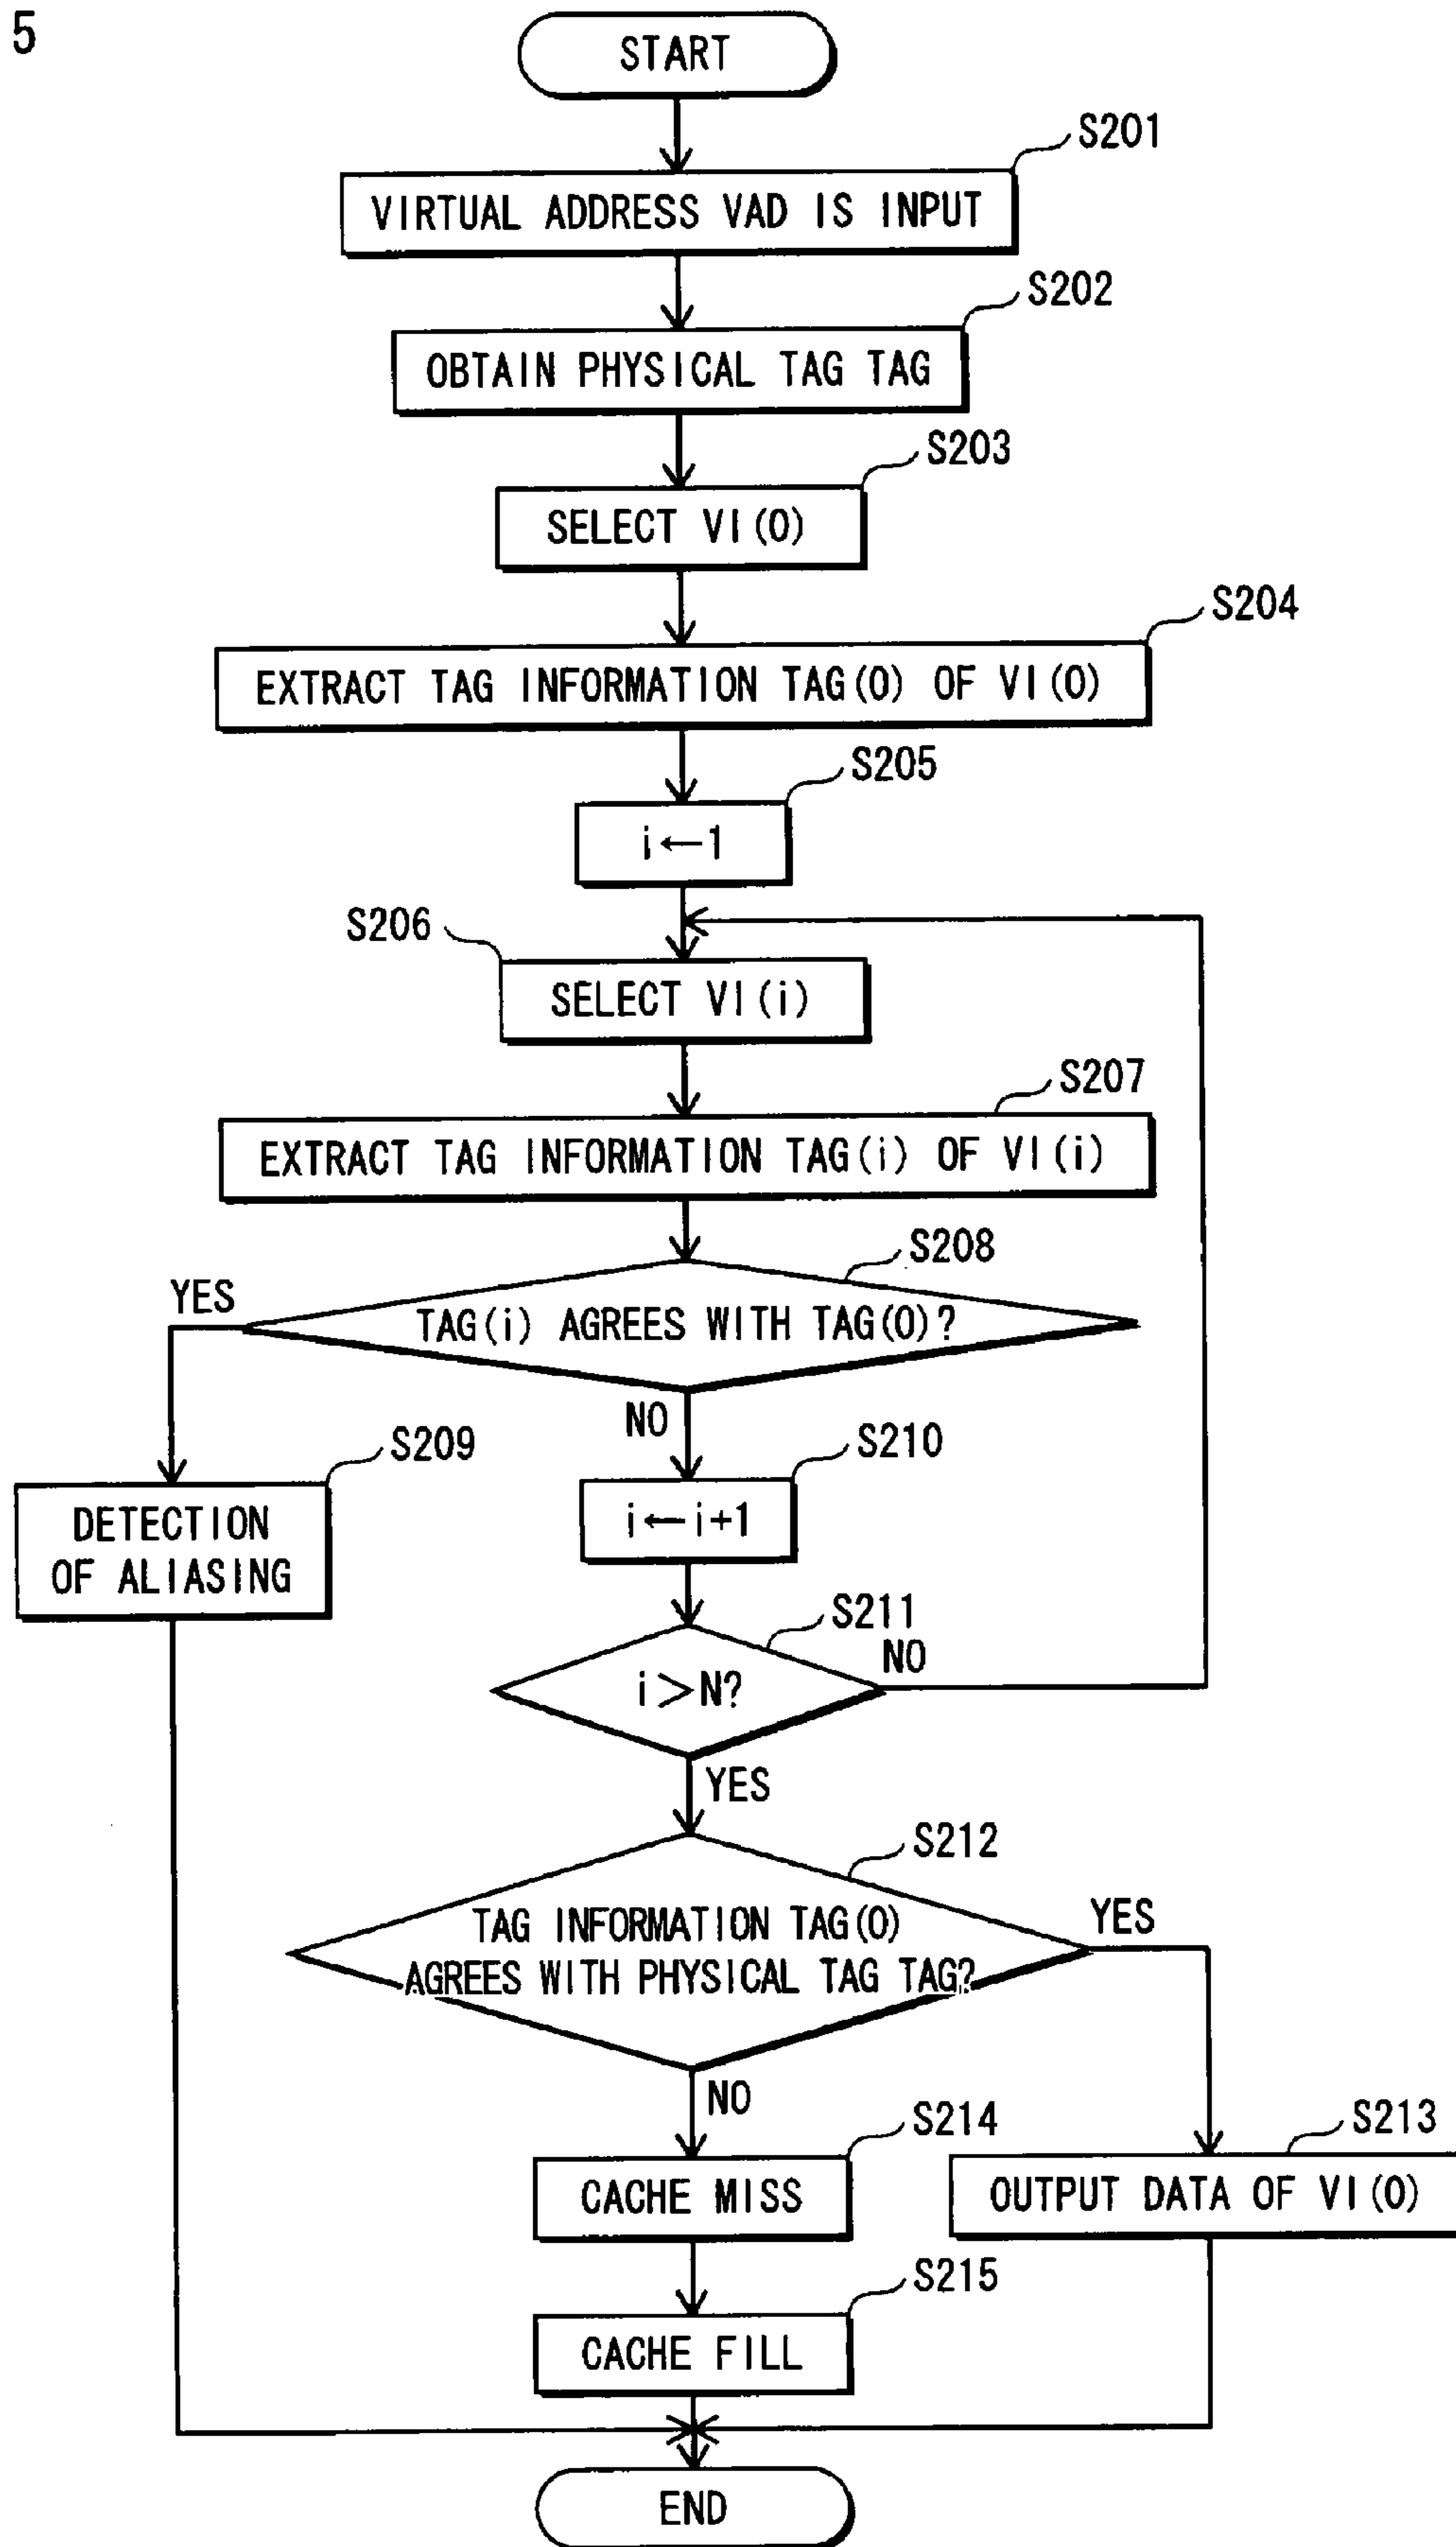 5
START
S201
VIRTUAL ADDRESS VAD IS INPUT
S202
OBTAIN PHYSICAL TAG TAG
S203
SELECT VI(0)
S204
EXTRACT TAG INFORMATION TAG(0) OF VI(0)
S205
i←1
S206
SELECT VI(i)
S207
EXTRACT TAG INFORMATION TAG(i) OF VI(i)
S208
YES
TAG(i) AGREES WITH TAG(0)?
NO
S209
DETECTION
OF ALIASING
S210
i←i+1
S211
NO
i>N?
YES
S212
TAG INFORMATION TAG(0)
AGREES WITH PHYSICAL TAG TAG?
YES
NO
S214
CACHE MISS
S213
OUTPUT DATA OF VI(0)
S215
CACHE FILL
END